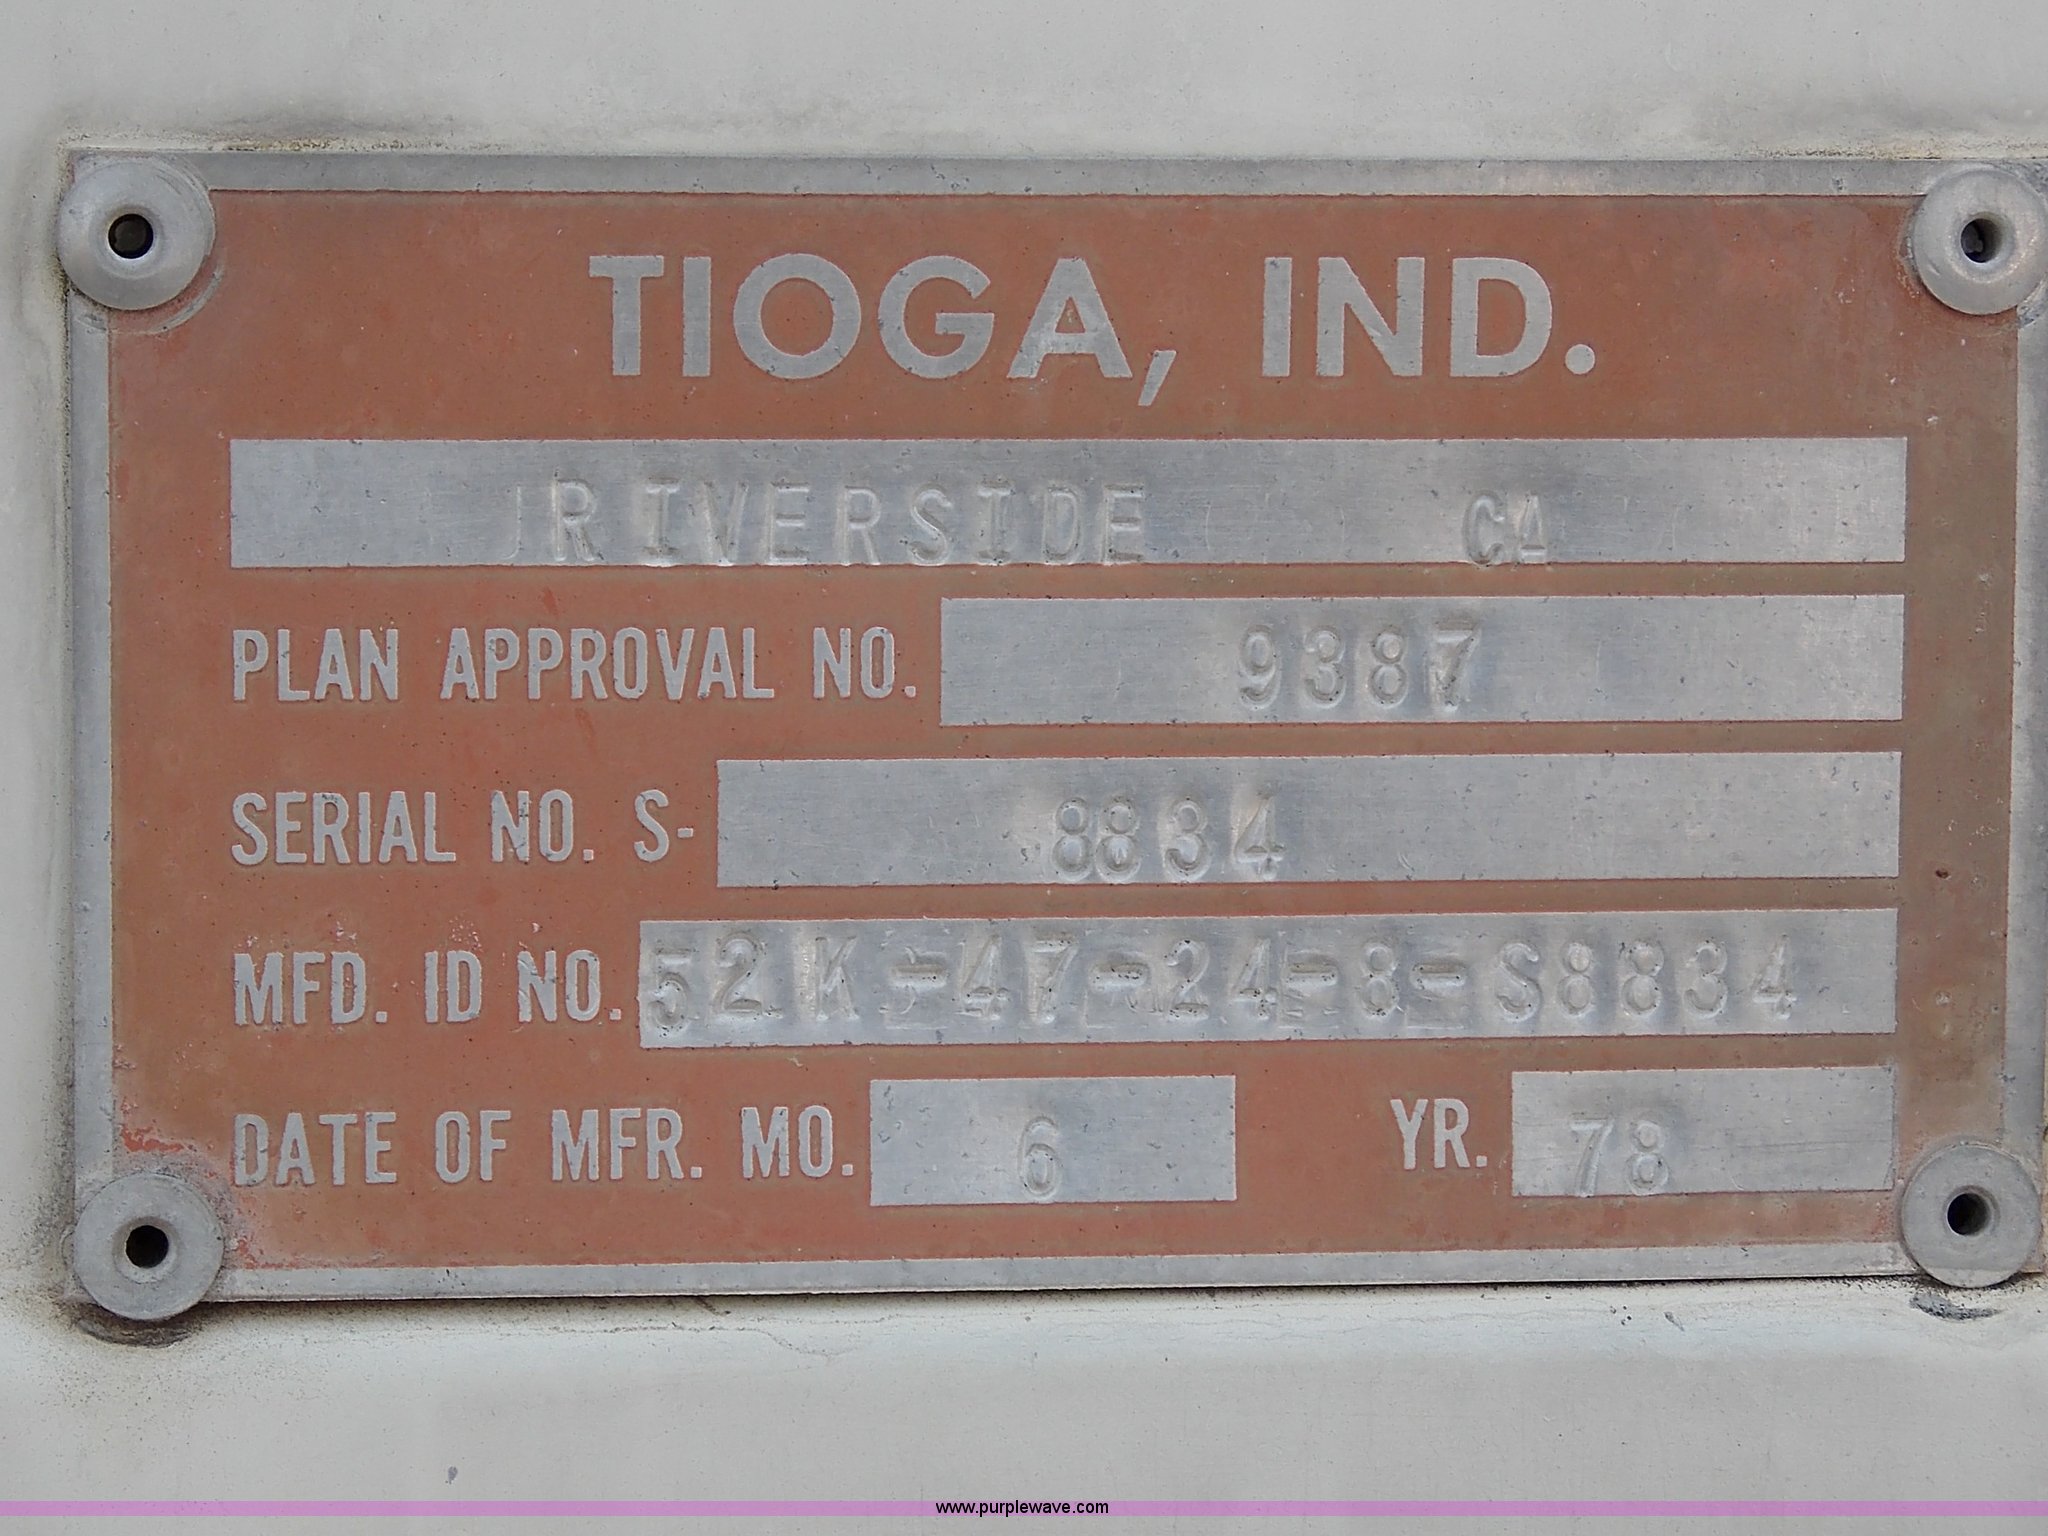 TIOGA, IND.
RIVERSIDE CA
PLAN APPROVAL NO. 9387
SERIAL NO. S- 8834
MFD. ID NO. 52K-47-24-8-S8834
DATE OF MFR. MO. 6 YR. 78
www.purplewave.com